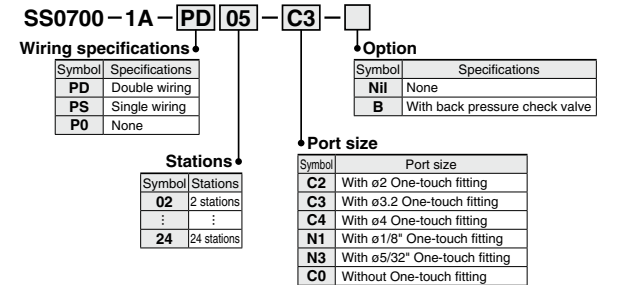 SS0700-1A-PD 05-C3-
Wiring specifications
Symbol Specifications
PD Double wiring
PS Single wiring
P0 None
Option
Symbol Specifications
Nil None
B With back pressure check valve
Stations
Symbol Stations
02 2 stations
⋮ ⋮
24 24 stations
Port size
Symbol Port size
C2 With ø2 One-touch fitting
C3 With ø3.2 One-touch fitting
C4 With ø4 One-touch fitting
N1 With ø1/8" One-touch fitting
N3 With ø5/32" One-touch fitting
C0 Without One-touch fitting